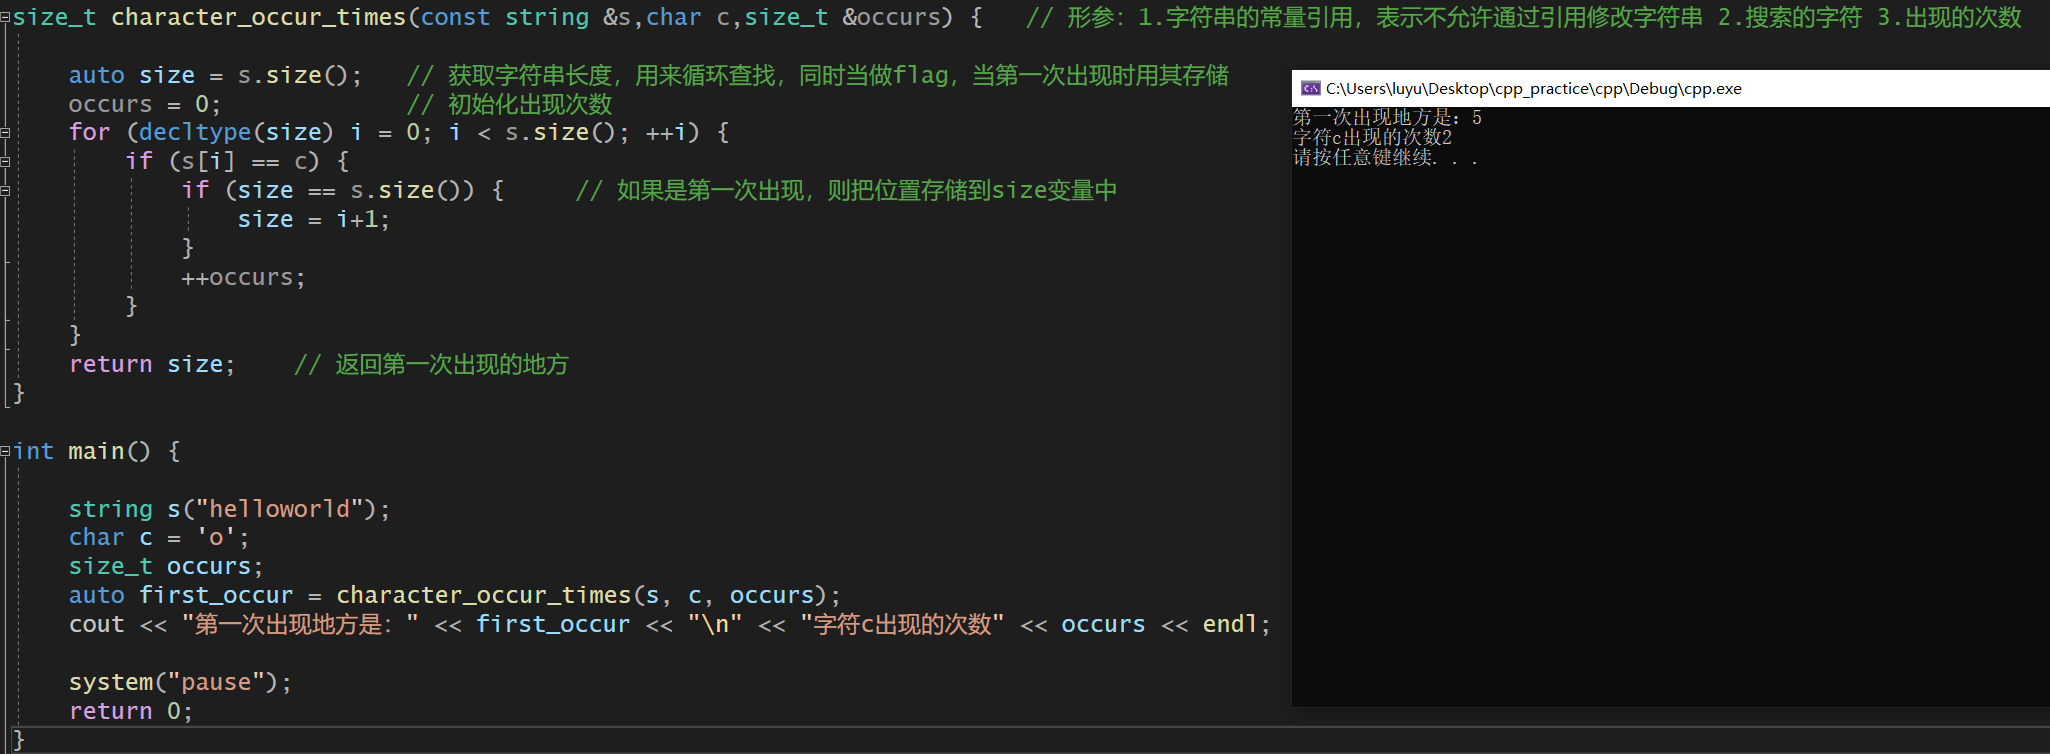 size_t character_occur_times(const string &s,char c,size_t &occurs) {   // 形参：1.字符串的常量引用，表示不允许通过引用修改字符串 2.搜索的字符 3.出现的次数
    auto size = s.size();   // 获取字符串长度，用来循环查找，同时当做flag，当第一次出现时用其存储
    occurs = 0;             // 初始化出现次数
    for (decltype(size) i = 0; i < s.size(); ++i) {
        if (s[i] == c) {
            if (size == s.size()) {     // 如果是第一次出现，则把位置存储到size变量中
                size = i+1;
            }
            ++occurs;
        }
    }
    return size;    // 返回第一次出现的地方
}
int main() {
    string s("helloworld");
    char c = 'o';
    size_t occurs;
    auto first_occur = character_occur_times(s, c, occurs);
    cout << "第一次出现地方是：" << first_occur << "\n" << "字符c出现的次数" << occurs << endl;
    system("pause");
    return 0;
}
C:\Users\luyu\Desktop\cpp_practice\cpp\Debug\cpp.exe
第一次出现地方是：5
字符c出现的次数2
请按任意键继续. . .